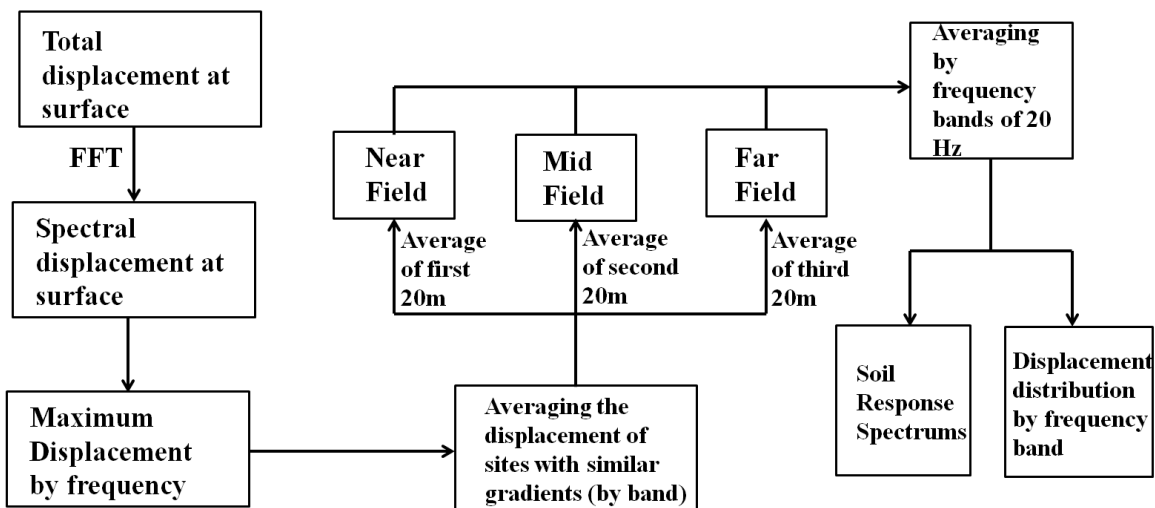 Total
displacement at
surface
FFT
Spectral
displacement at
surface
Maximum
Displacement
by frequency
Averaging the
displacement of
sites with similar
gradients (by band)
Average
of first
20m
Average
of second
20m
Average
of third
20m
Near
Field
Mid
Field
Far
Field
Averaging
by
frequency
bands of 20
Hz
Soil
Response
Spectrums
Displacement
distribution
by frequency
band